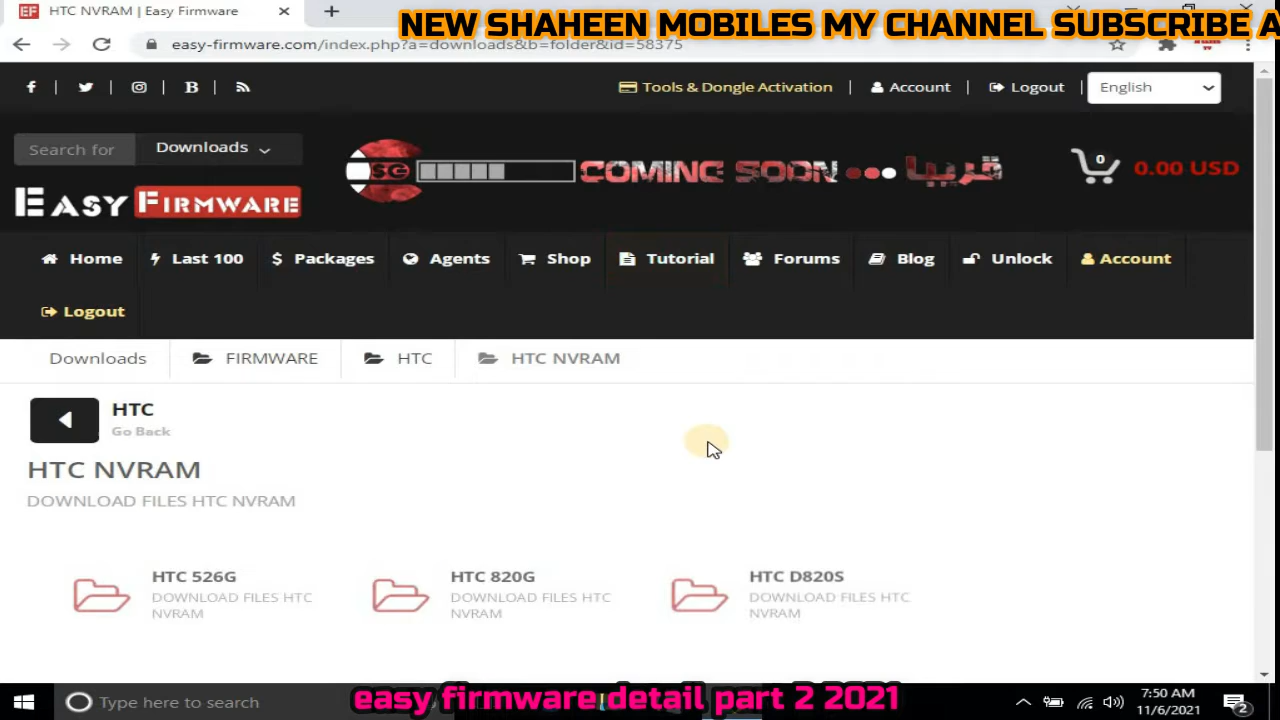 HTC NVRAM | Easy Firmware
NEW SHAHEEN MOBILES MY CHANNEL SUBSCRIBE A
easy-firmware.com/index.php?a=downloads&b=folder&id=58375
Tools & Dongle Activation
Account
Logout
English
Search for
Downloads
SG
COMING SOON
قريبا
0
0.00 USD
EASY FIRMWARE
Home
Last 100
Packages
Agents
Shop
Tutorial
Forums
Blog
Unlock
Account
Logout
Downloads
FIRMWARE
HTC
HTC NVRAM
HTC
Go Back
HTC NVRAM
DOWNLOAD FILES HTC NVRAM
HTC 526G
DOWNLOAD FILES HTC
NVRAM
HTC 820G
DOWNLOAD FILES HTC
NVRAM
HTC D820S
DOWNLOAD FILES HTC
NVRAM
Type here to search
easy firmware detail part 2 2021
7:50 AM
11/6/2021
2